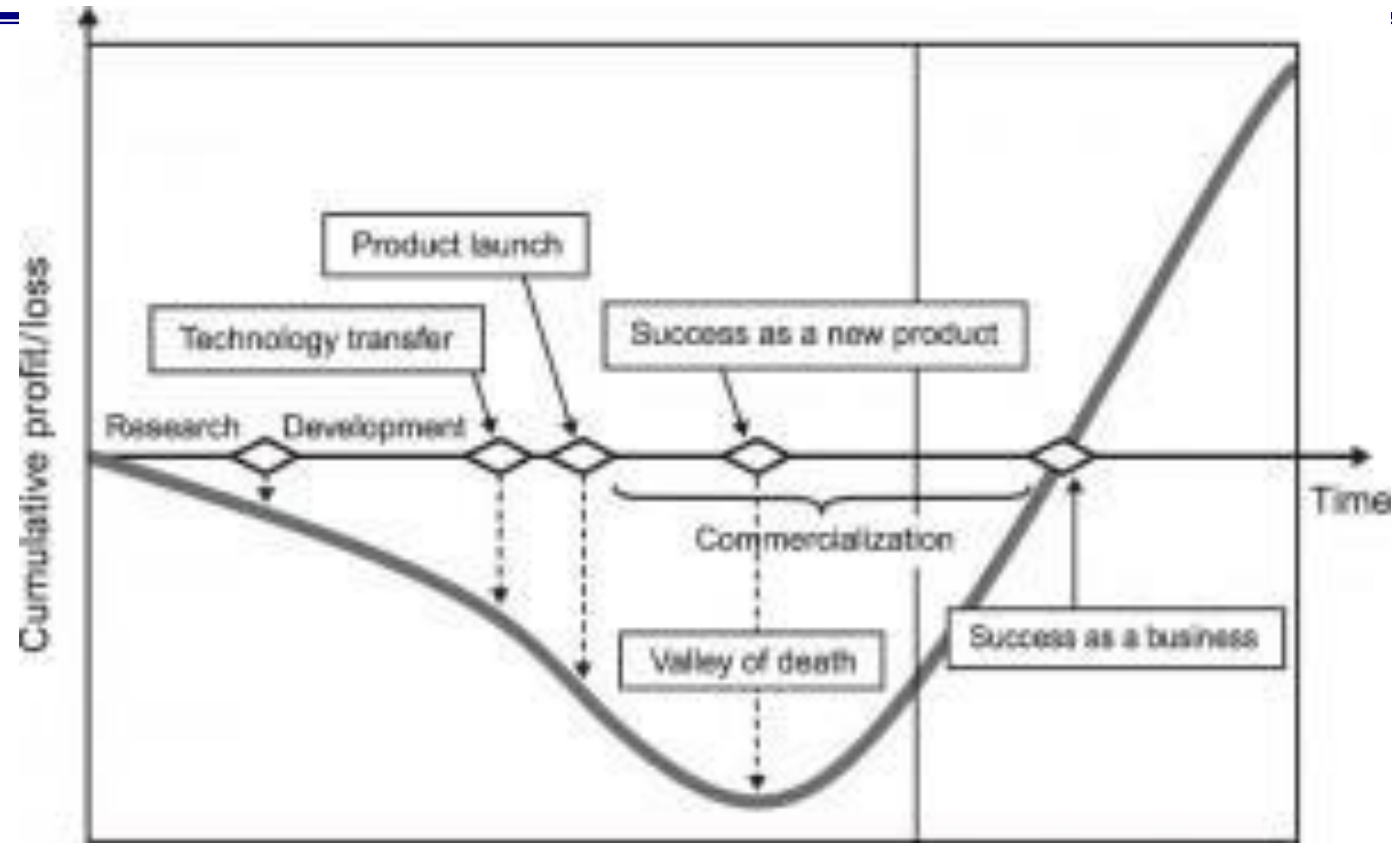 Product launch
Technology transfer
Success as a new product
Research
Development
Cumulative profit/loss
Time
Commercialization
Success as a business
Valley of death